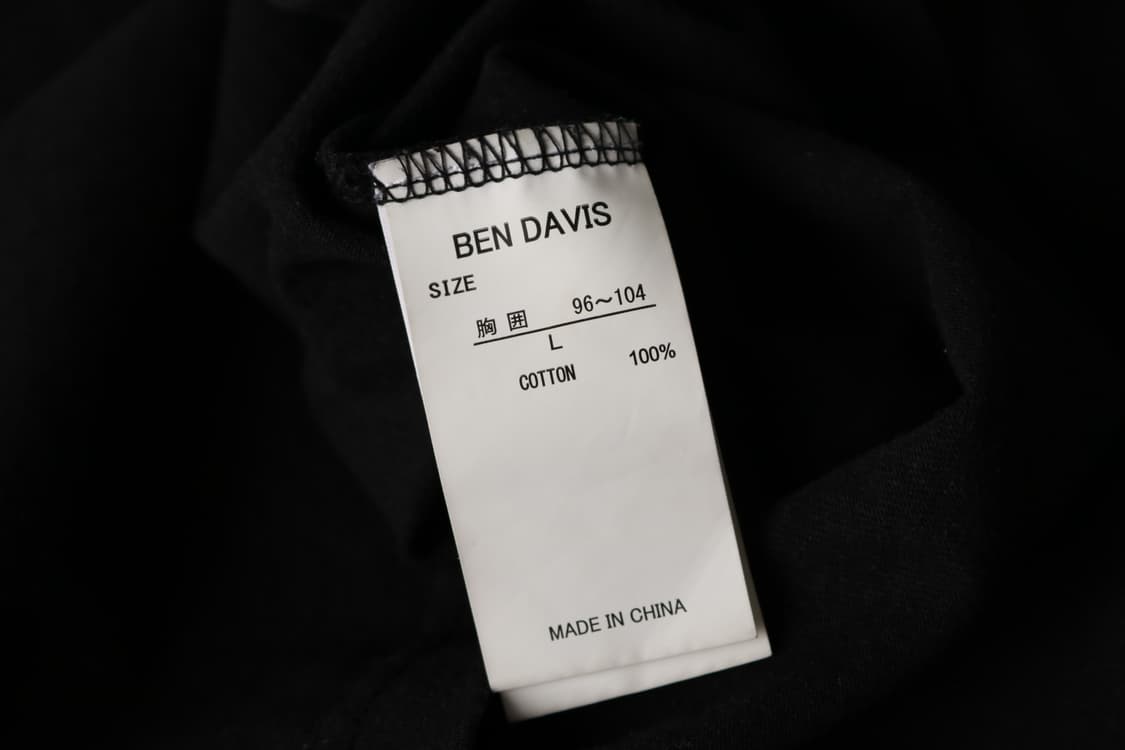 BEN DAVIS
SIZE
胸囲 96〜104
L
COTTON 100%
MADE IN CHINA